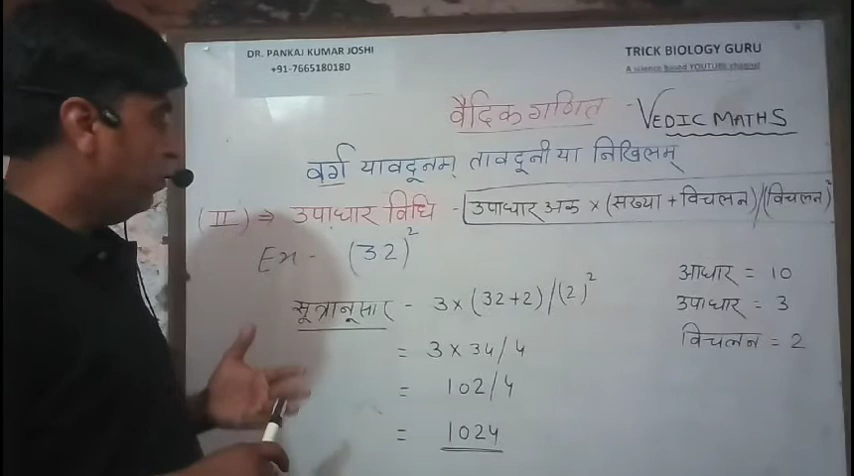 DR. PANKAJ KUMAR JOSHI
+91-7665180180
TRICK BIOLOGY GURU
A science based YOUTUBE channel
वैदिक गणित - VEDIC MATHS
वर्ग यावदूनम् तावदूनी या निखिलम्
(II) ⇒ उपाधार विधि - उपाधार अंक × (संख्या + विचलन)/(विचलन)²
Ex - (32)²
सूत्रानुसार - 3 × (32+2)/(2)²
= 3 × 34/4
= 102/4
= 1024
आधार = 10
उपाधार = 3
विचलन = 2